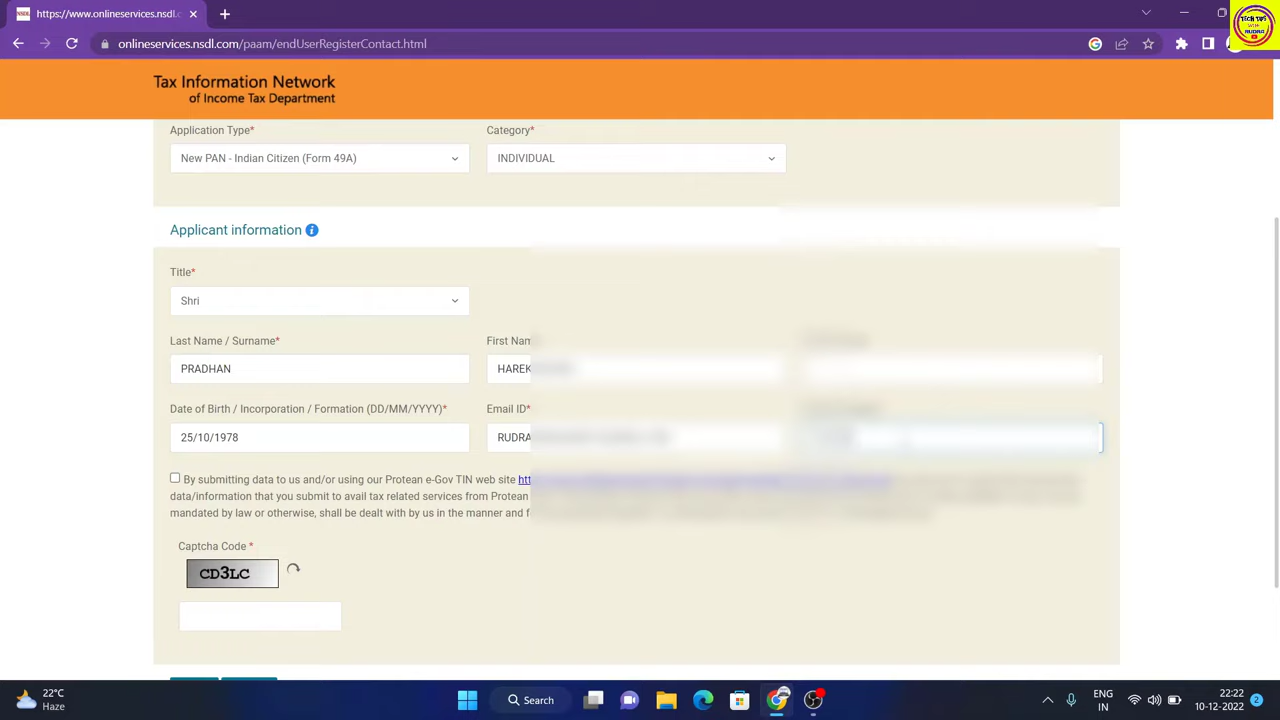 https://www.onlineservices.nsdl.c
onlineservices.nsdl.com/paam/endUserRegisterContact.html
TECH TIPS
WITH
RUDRA
Tax Information Network
of Income Tax Department
Application Type* Category*
New PAN - Indian Citizen (Form 49A) INDIVIDUAL
Applicant information
Title*
Shri
Last Name / Surname* First Nam
PRADHAN HAREK
Date of Birth / Incorporation / Formation (DD/MM/YYYY)* Email ID*
25/10/1978 RUDRA
By submitting data to us and/or using our Protean e-Gov TIN web site htt
data/information that you submit to avail tax related services from Protean
mandated by law or otherwise, shall be dealt with by us in the manner and f
Captcha Code *
CD3LC
22°C
Haze
Search
ENG
IN
22:22
10-12-2022
2